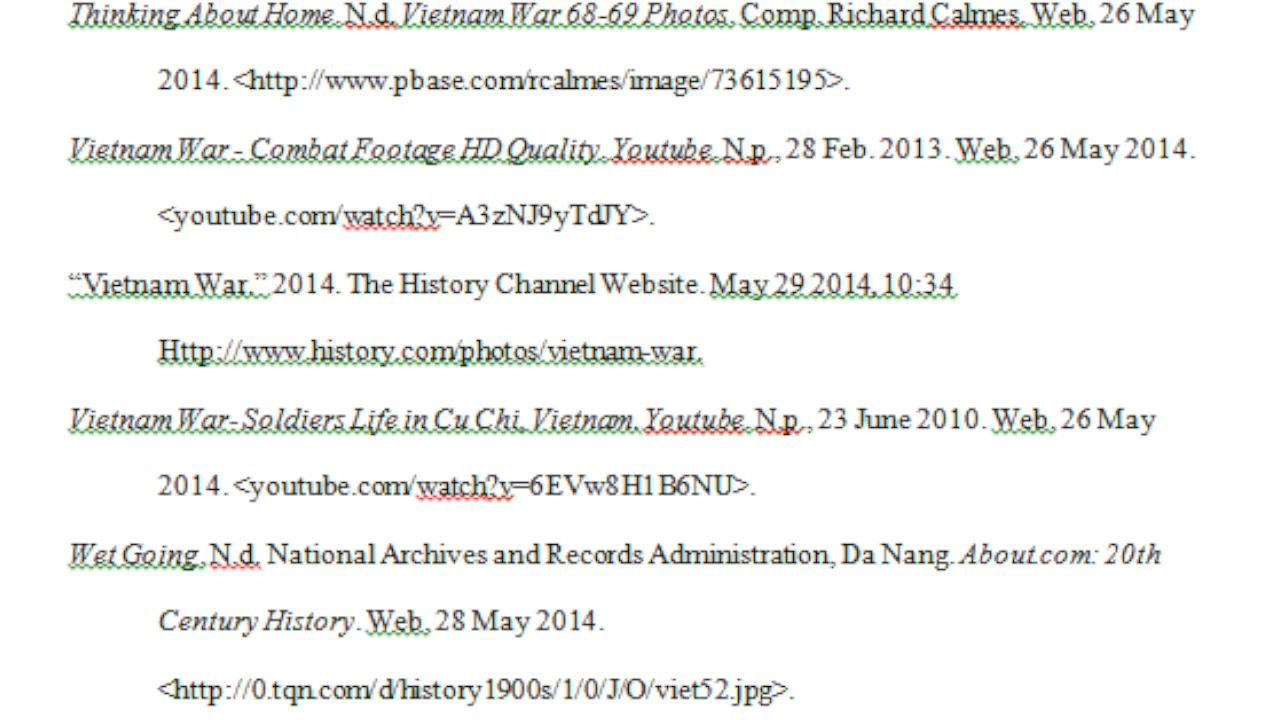 Thinking About Home. N.d. Vietnam War 68-69 Photos. Comp. Richard Calmes. Web. 26 May
2014. <http://www.pbase.com/rcalmes/image/73615195>.
Vietnam War - Combat Footage HD Quality. Youtube. N.p., 28 Feb. 2013. Web. 26 May 2014.
<youtube.com/watch?v=A3zNJ9yTdJY>.
“Vietnam War.” 2014. The History Channel Website. May 29 2014, 10:34
Http://www.history.com/photos/vietnam-war.
Vietnam War- Soldiers Life in Cu Chi, Vietnam. Youtube. N.p., 23 June 2010. Web. 26 May
2014. <youtube.com/watch?v=6EVw8H1B6NU>.
Wet Going. N.d. National Archives and Records Administration, Da Nang. About.com: 20th
Century History. Web. 28 May 2014.
<http://0.tqn.com/d/history1900s/1/0/J/O/viet52.jpg>.